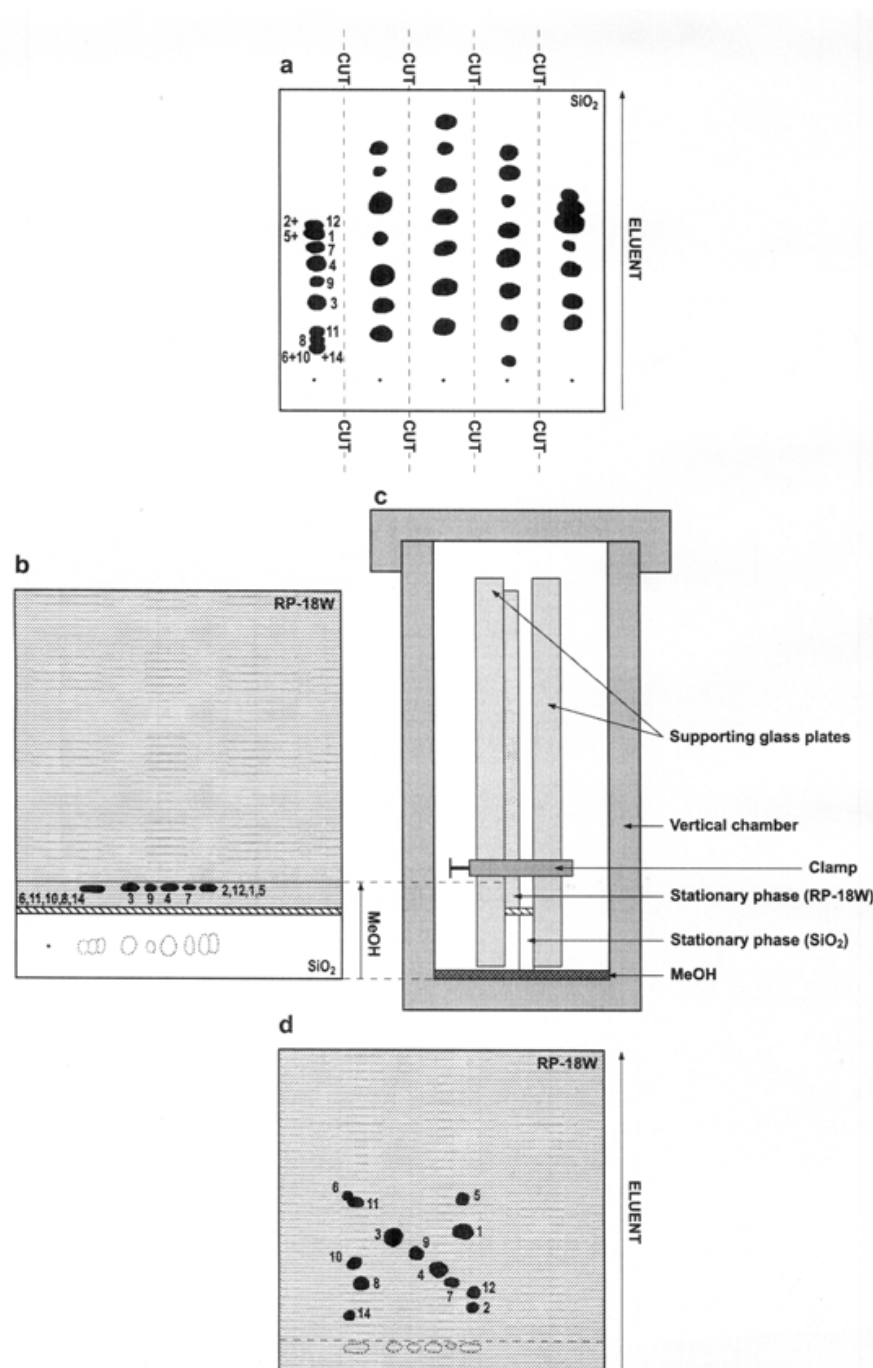 CUT CUT CUT CUT
a
SiO₂
ELUENT
2+ 12
5+ 1
7
4
9
3
11
8
6+10 +14
CUT CUT CUT CUT
c
b
RP-18W
Supporting glass plates
Vertical chamber
Clamp
Stationary phase (RP-18W)
Stationary phase (SiO₂)
MeOH
6,11,10,8,14 3 9 4 7 2,12,1,5
MeOH
SiO₂
d
RP-18W
ELUENT
6
11
5
3
1
9
10
4
8
7
12
2
14